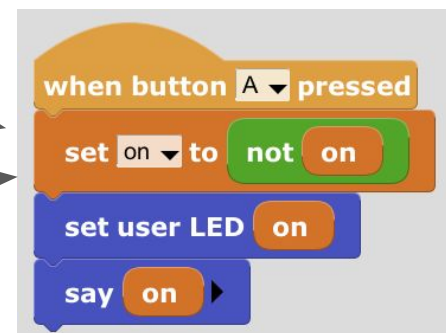 when button A pressed
set on to not on
set user LED on
say on